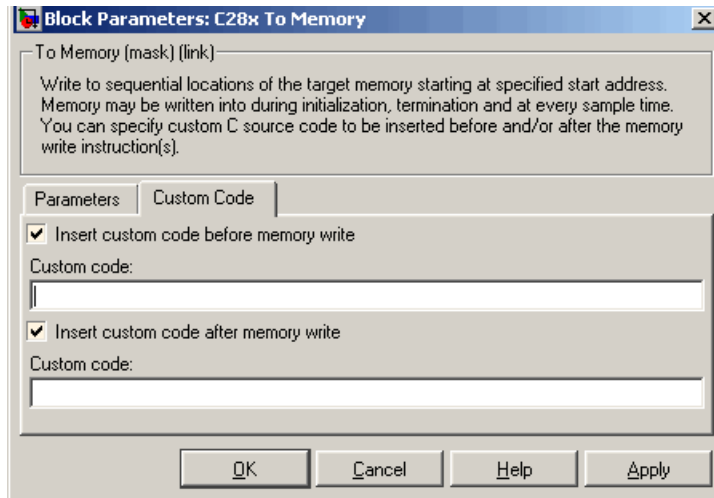 Block Parameters: C28x To Memory
To Memory (mask) (link)
Write to sequential locations of the target memory starting at specified start address.
Memory may be written into during initialization, termination and at every sample time.
You can specify custom C source code to be inserted before and/or after the memory
write instruction(s).
Parameters Custom Code
Insert custom code before memory write
Custom code:
Insert custom code after memory write
Custom code:
OK Cancel Help Apply